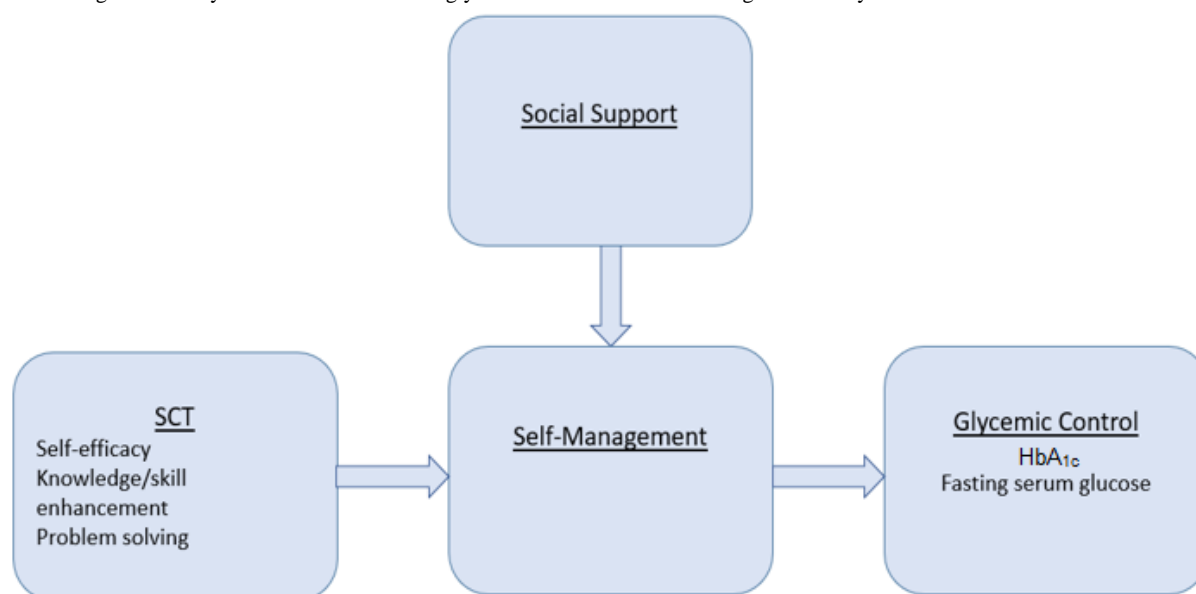 Social Support
SCT
Self-efficacy
Knowledge/skill
enhancement
Problem solving
Self-Management
Glycemic Control
HbA1c
Fasting serum glucose